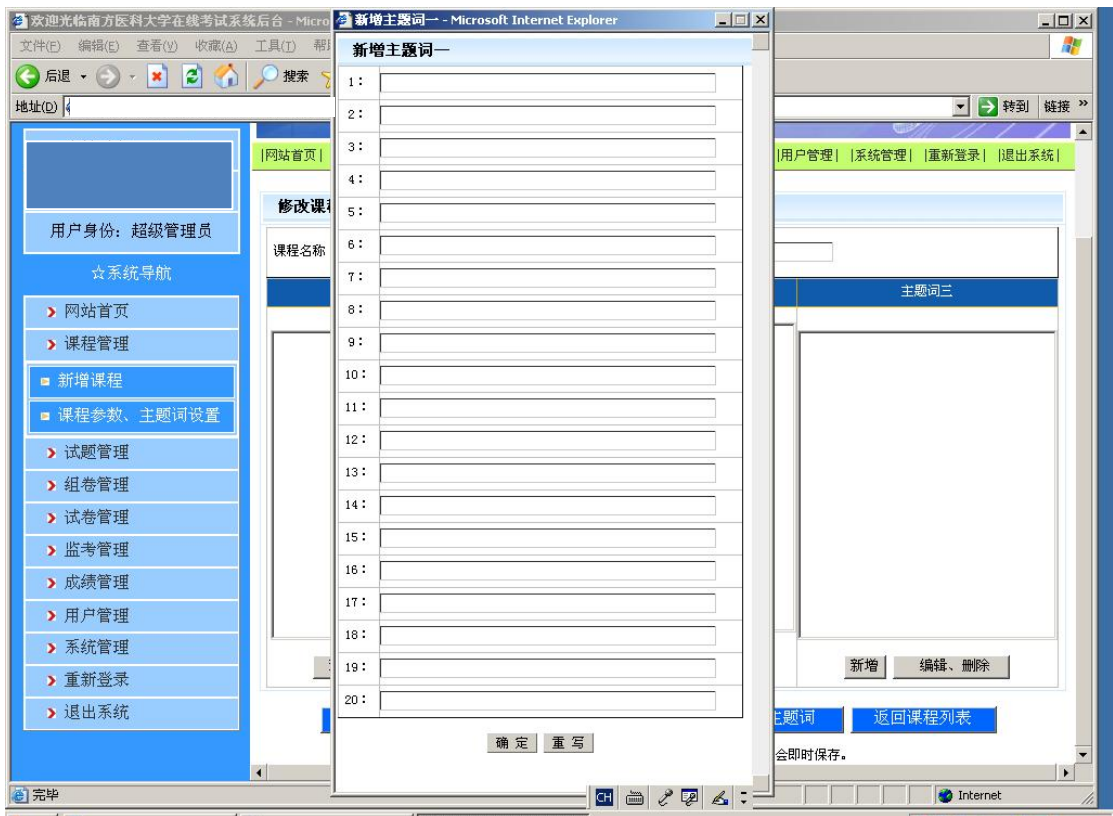 欢迎光临南方医科大学在线考试系统后台 - Micro
文件(F) 编辑(E) 查看(V) 收藏(A) 工具(T)
后退
搜索
地址(D)
转到 链接 »
|网站首页|
|用户管理| |系统管理| |重新登录| |退出系统|
用户身份：超级管理员
☆系统导航
网站首页
课程管理
新增课程
课程参数、主题词设置
试题管理
组卷管理
试卷管理
监考管理
成绩管理
用户管理
系统管理
重新登录
退出系统
修改课
课程名称
主题词三
新增 编辑、删除
主题词 返回课程列表
会即时保存。
新增主题词一 - Microsoft Internet Explorer
新增主题词一
1：
2：
3：
4：
5：
6：
7：
8：
9：
10：
11：
12：
13：
14：
15：
16：
17：
18：
19：
20：
确 定 重 写
完毕
CH
Internet